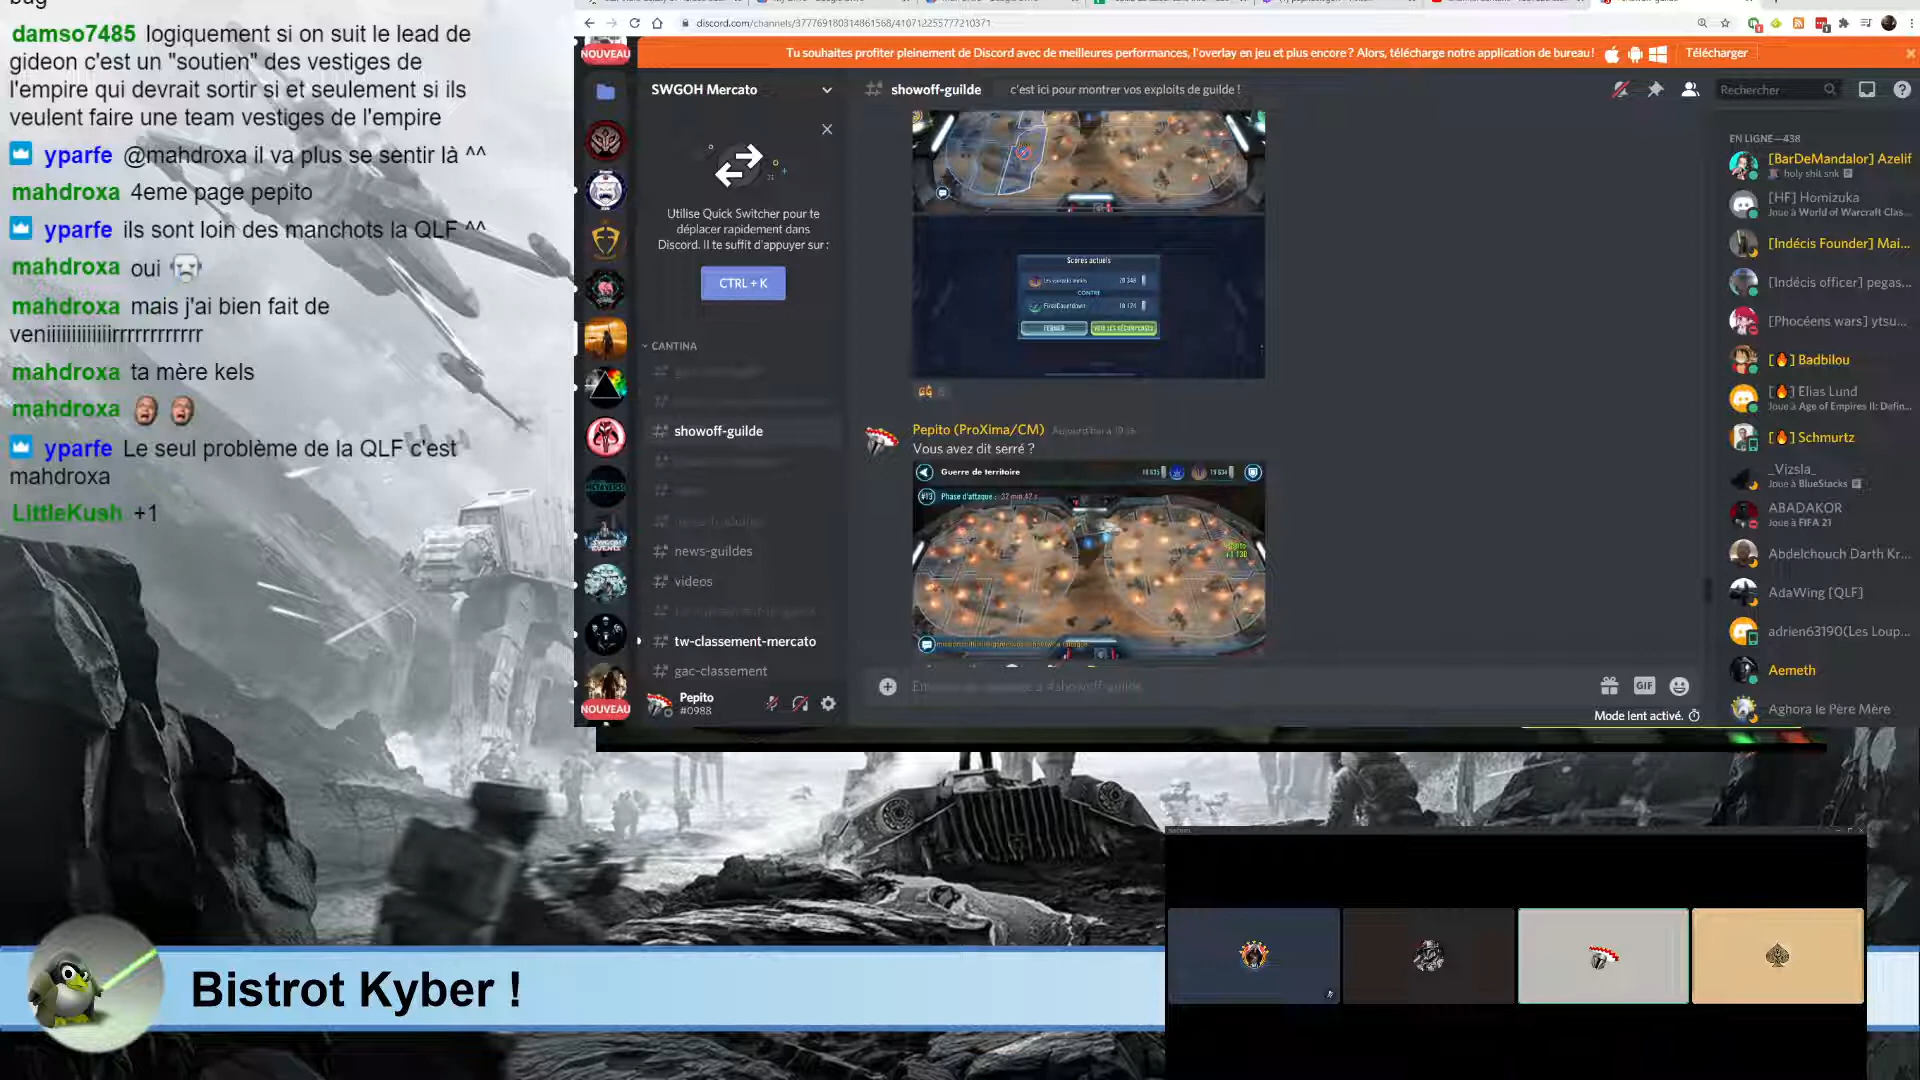 bug
damso7485 logiquement si on suit le lead de
gideon c'est un "soutien" des vestiges de
l'empire qui devrait sortir si et seulement si ils
veulent faire une team vestiges de l'empire
yparfe @mahdroxa il va plus se sentir là ^^
mahdroxa 4eme page pepito
yparfe ils sont loin des manchots la QLF ^^
mahdroxa oui
mahdroxa mais j'ai bien fait de
veniiiiiiiiiiiiirrrrrrrrrrrr
mahdroxa ta mère kels
mahdroxa
yparfe Le seul problème de la QLF c'est
mahdroxa
LittleKush +1
discord.com/channels/377769180314861568/410712255777210371
NOUVEAU
Tu souhaites profiter pleinement de Discord avec de meilleures performances, l'overlay en jeu et plus encore ? Alors, télécharge notre application de bureau !
Télécharger
SWGOH Mercato
showoff-guilde
c'est ici pour montrer vos exploits de guilde !
Rechercher
Utilise Quick Switcher pour te
déplacer rapidement dans
Discord. Il te suffit d'appuyer sur :
CTRL + K
CANTINA
showoff-guilde
news-guildes
videos
tw-classement-mercato
gac-classement
Pepito
#0988
NOUVEAU
Scores actuels
CONTRE
FERMER
VOIR LES RÉCOMPENSES
Pepito (ProXima/CM)
Vous avez dit serré ?
Guerre de territoire
Phase d'attaque : 32 min 42 s
GIF
Mode lent activé.
EN LIGNE—438
[BarDeMandalor] Azelif
holy shit snk
[HF] Homizuka
Joue à World of Warcraft Clas...
[Indécis Founder] Mai...
[Indécis officer] pegas...
[Phocéens wars] ytsu...
[🔥] Badbilou
[🔥] Elias Lund
Joue à Age of Empires II: Defin...
[🔥] Schmurtz
_Vizsla_
Joue à BlueStacks
ABADAKOR
Joue à FIFA 21
Abdelchouch Darth Kr...
AdaWing [QLF]
adrien63190(Les Loup...
Aemeth
Aghora le Père Mère
Bistrot Kyber !